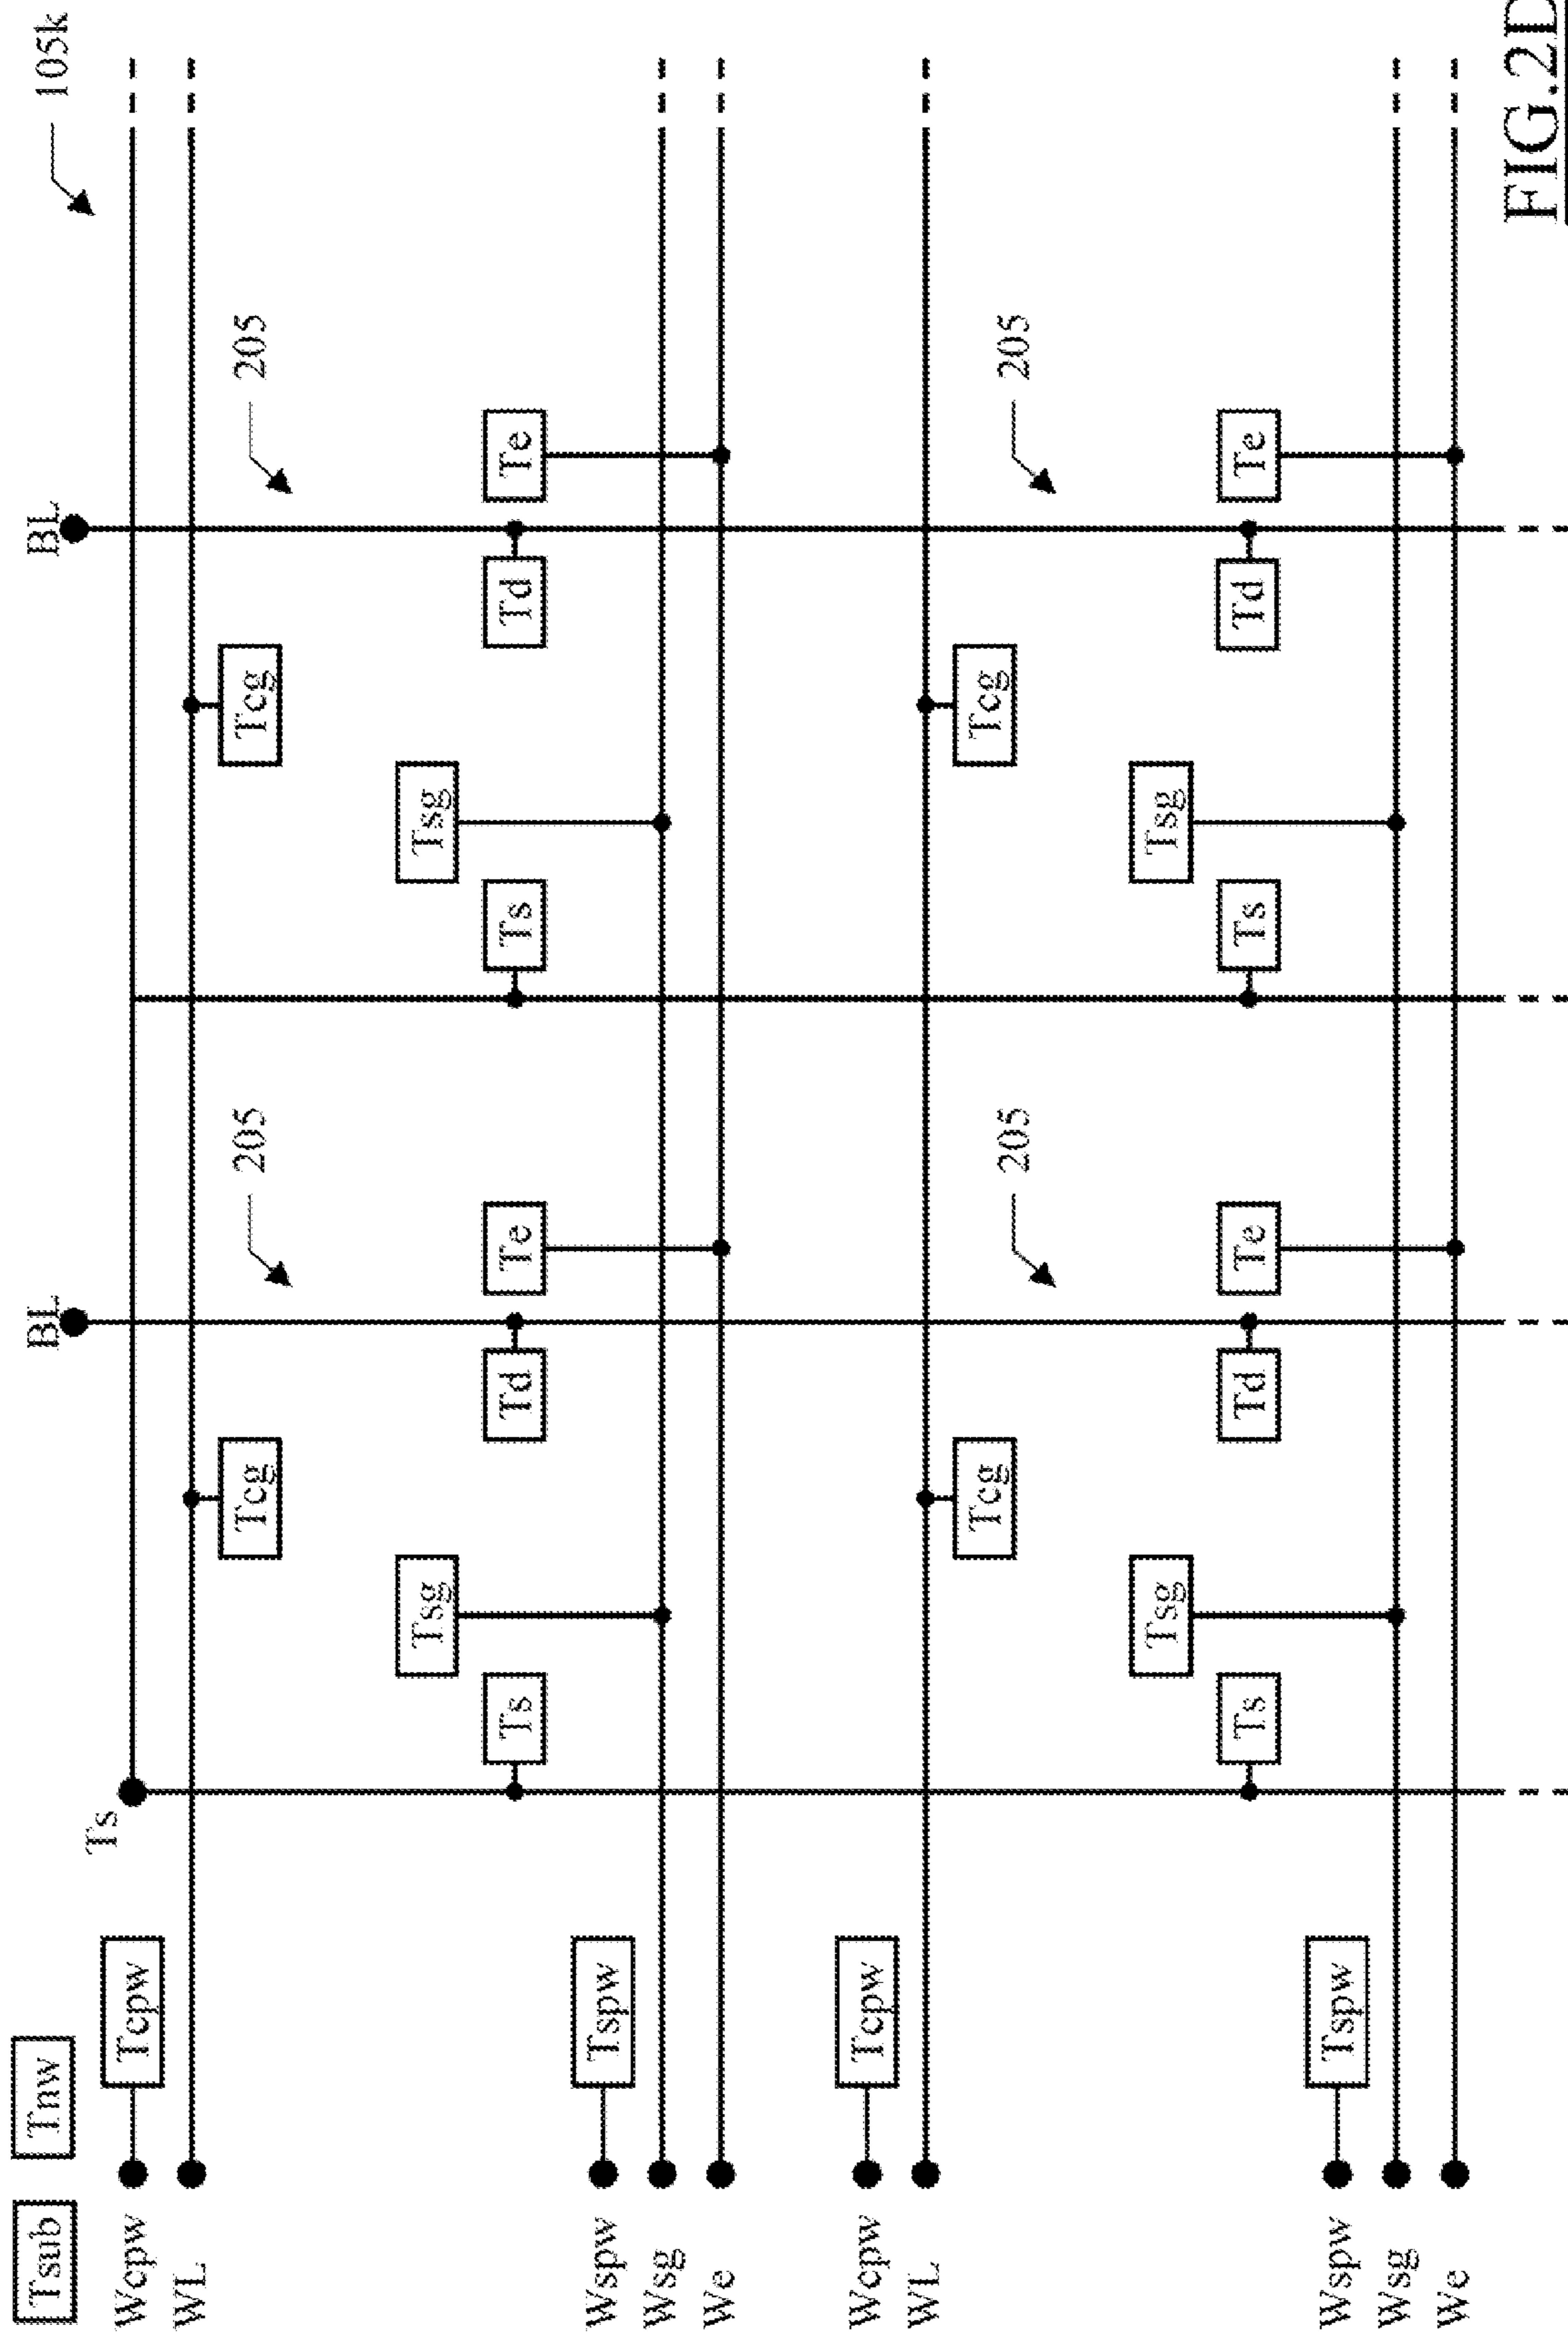 105k
BL
BL
Tsub
Tnw
Ts
Wcpw
Tcpw
WL
Tcg
205
Tcg
205
Tsg
Tsg
Ts
Td
Te
Ts
Td
Te
Wspw
Tspw
Wsg
We
Wcpw
Tcpw
WL
Tcg
205
Tcg
205
Tsg
Tsg
Ts
Td
Te
Ts
Td
Te
Wspw
Tspw
Wsg
We
FIG.2D